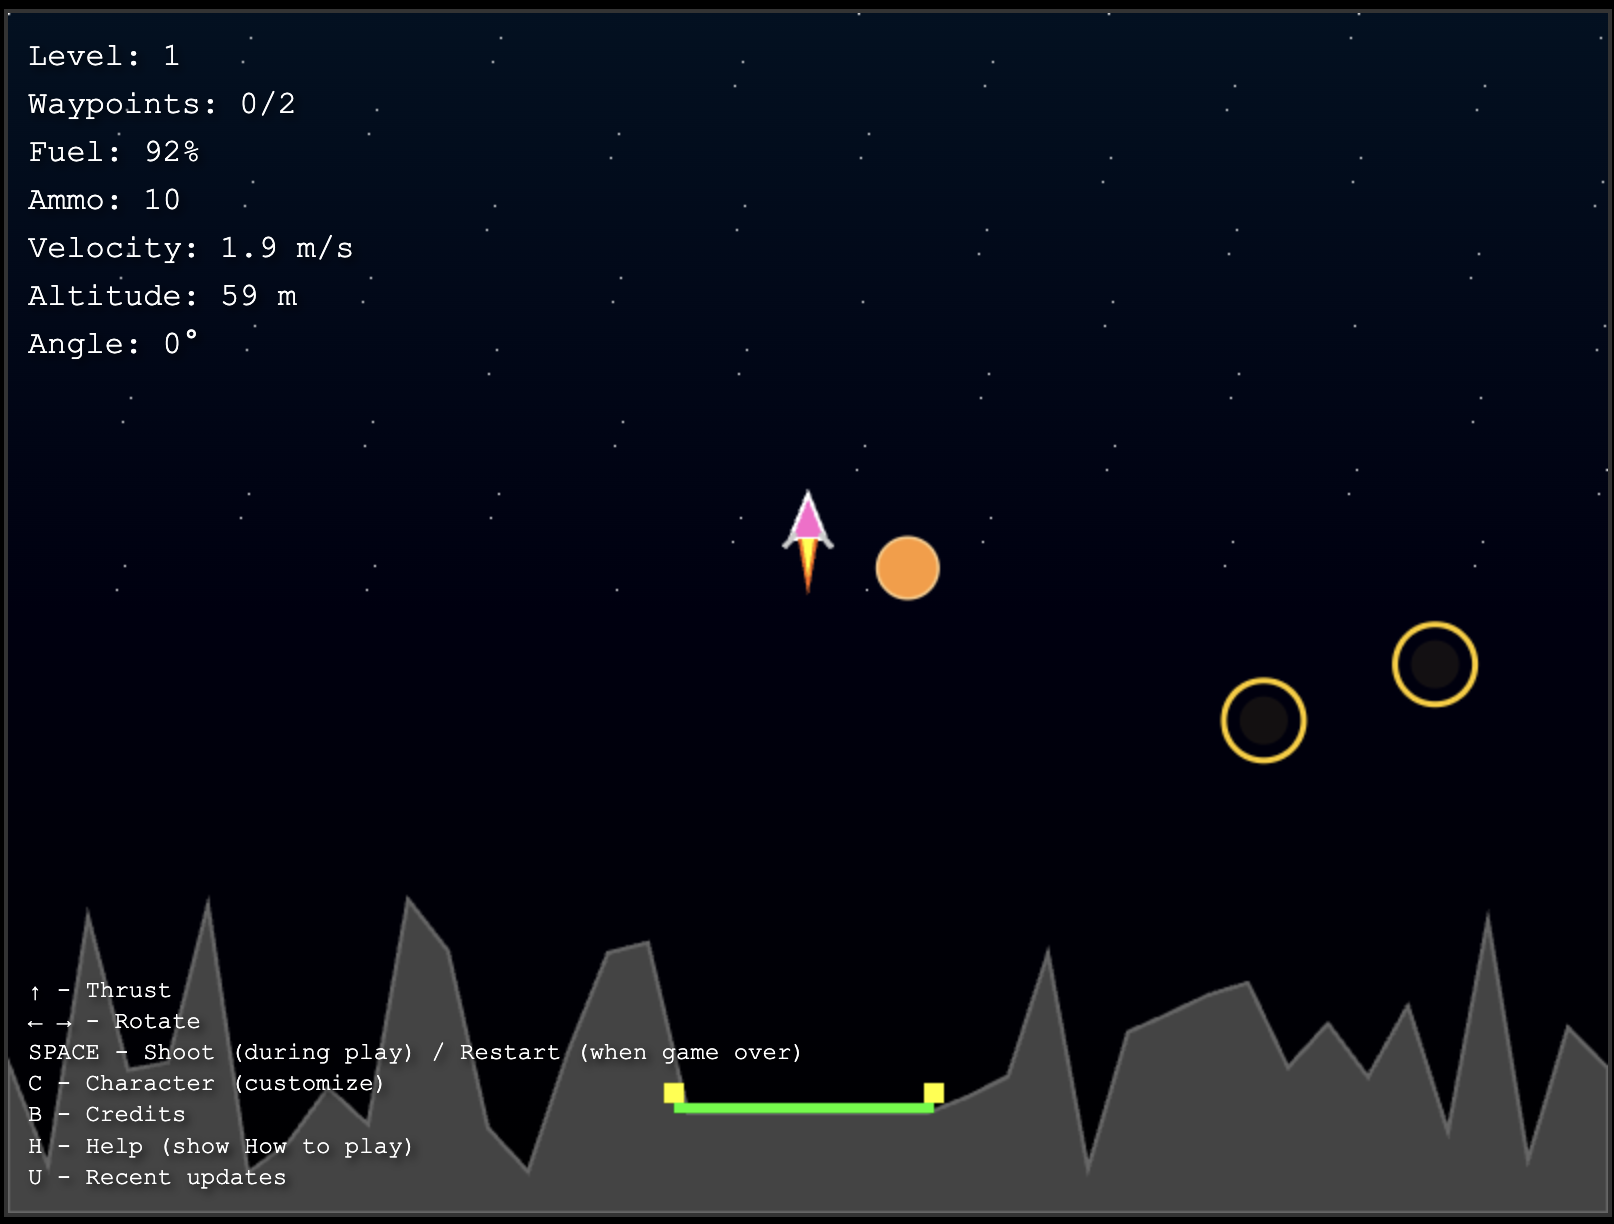 Level: 1
Waypoints: 0/2
Fuel: 92%
Ammo: 10
Velocity: 1.9 m/s
Altitude: 59 m
Angle: 0°
↑ - Thrust
← → - Rotate
SPACE - Shoot (during play) / Restart (when game over)
C - Character (customize)
B - Credits
H - Help (show How to play)
U - Recent updates